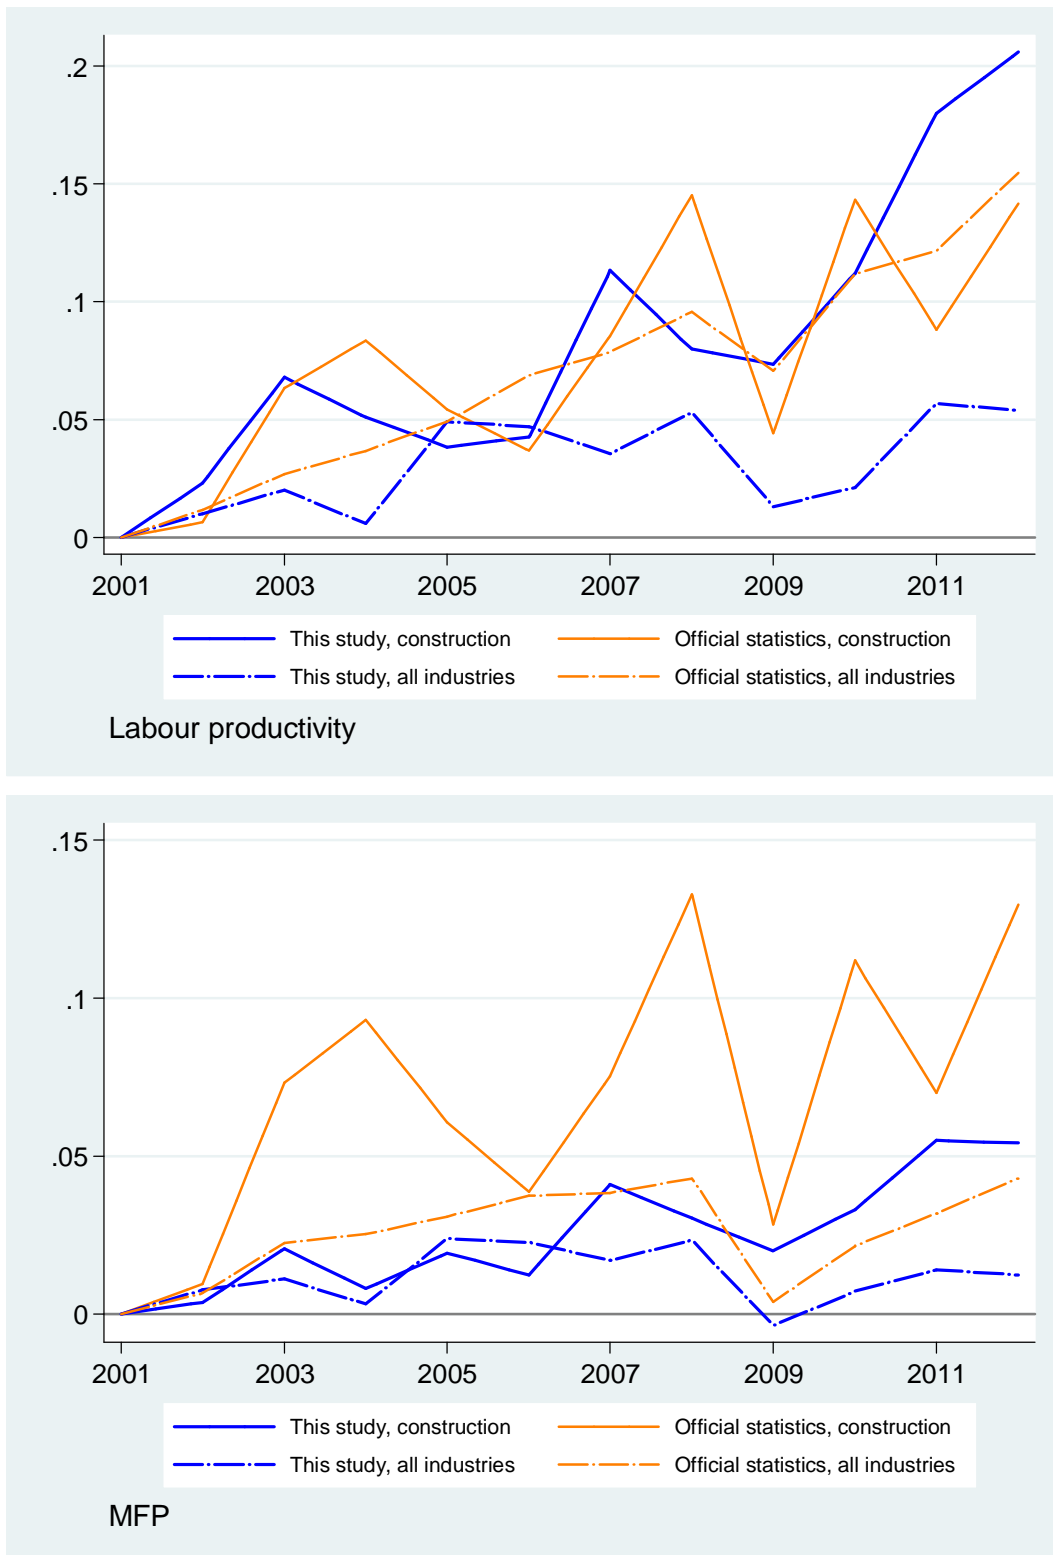 .2
.15
.1
.05
0
2001 2003 2005 2007 2009 2011
This study, construction Official statistics, construction
This study, all industries Official statistics, all industries
Labour productivity
.15
.1
.05
0
2001 2003 2005 2007 2009 2011
This study, construction Official statistics, construction
This study, all industries Official statistics, all industries
MFP